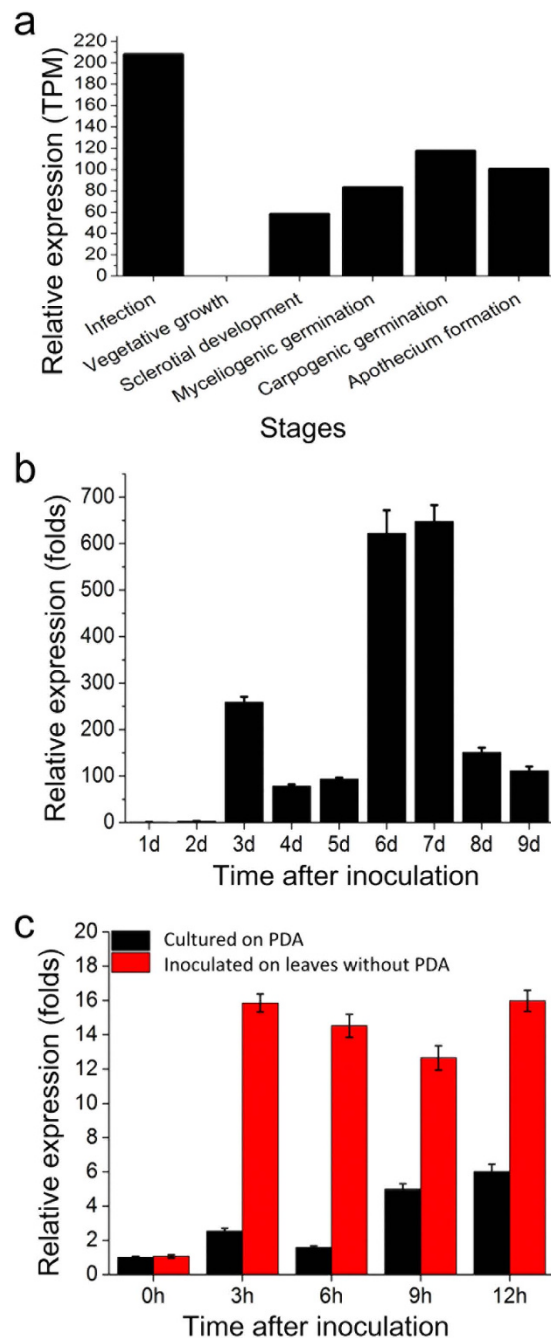 a
Relative expression (TPM)
220
200
180
160
140
120
100
80
60
40
20
0
Infection
Vegetative growth
Sclerotial development
Myceliogenic germination
Carpogenic germination
Apothecium formation
Stages
b
Relative expression (folds)
700
600
500
400
300
200
100
0
1d 2d 3d 4d 5d 6d 7d 8d 9d
Time after inoculation
c
Relative expression (folds)
20
18
16
14
12
10
8
6
4
2
0
Cultured on PDA
Inoculated on leaves without PDA
0h 3h 6h 9h 12h
Time after inoculation